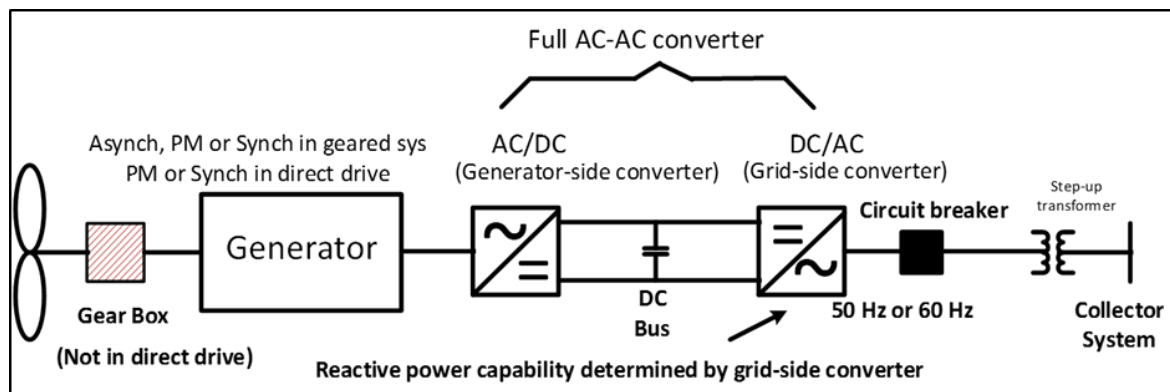 Full AC-AC converter
Asynch, PM or Synch in geared sys
PM or Synch in direct drive
AC/DC
(Generator-side converter)
DC/AC
(Grid-side converter)
Step-up
transformer
Circuit breaker
Generator
Gear Box
(Not in direct drive)
DC
Bus
50 Hz or 60 Hz
Collector
System
Reactive power capability determined by grid-side converter